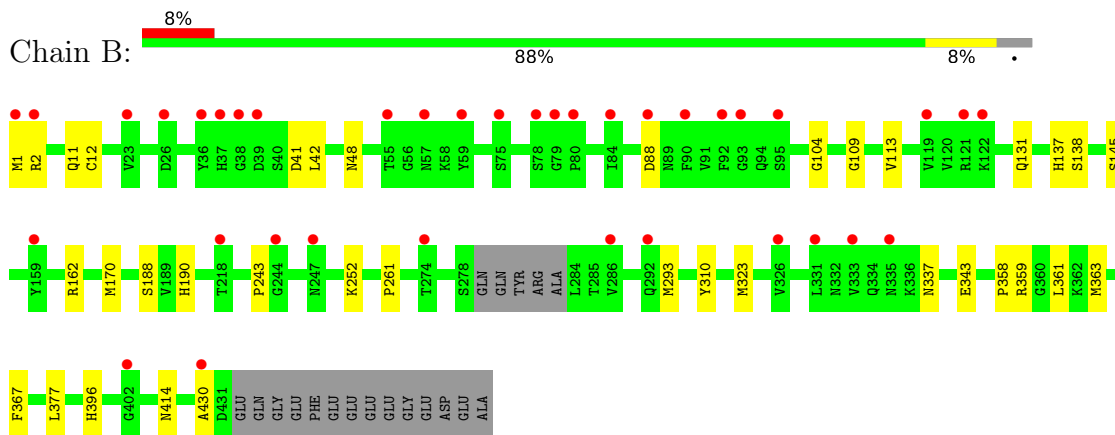 8%
Chain B:
88% 8% •
M1 R2 Q11 C12 V23 D26 Y36 H37 G38 D39 S40 D41 L42 N48 T55 G56 N57 K58 Y59 S75 S78 G79 P80 I84 D88 N89 F90 V91 F92 G93 Q94 S95 G104 G109 V113 V119 V120 R121 K122 Q131 H137 S138 S145
Y159 R162 M170 S188 V189 H190 T218 P243 G244 N247 K252 P261 T274 S278 GLN GLN TYR ARG ALA L284 T285 V286 Q292 M293 Y310 M323 V326 L331 N332 V333 Q334 N335 K336 N337 E343 P358 R359 G360 L361 K362 M363
F367 L377 H396 G402 N414 A430 D431 GLU GLN GLY GLU PHE GLU GLU GLU GLU GLY GLU ASP GLU ALA